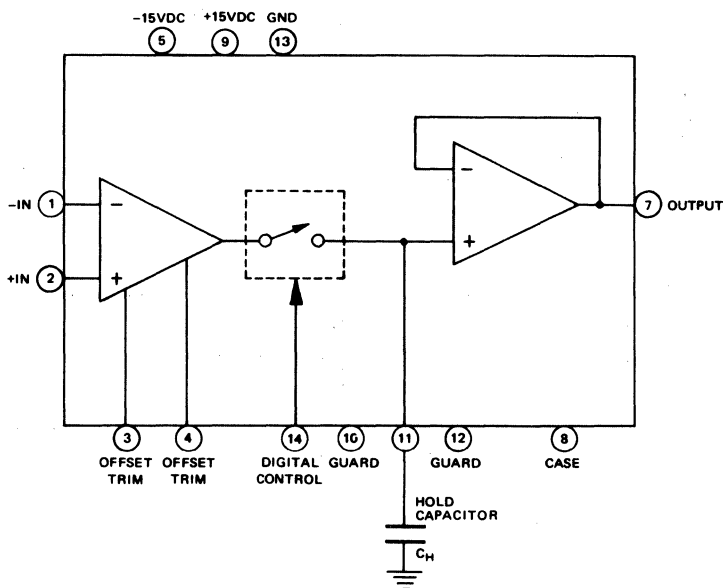 -15VDC +15VDC GND
5 9 13
-IN 1
+IN 2
-
+
-
+
7 OUTPUT
3 4 14 10 11 12 8
OFFSET TRIM
OFFSET TRIM
DIGITAL CONTROL
GUARD
GUARD
CASE
HOLD
CAPACITOR
CH